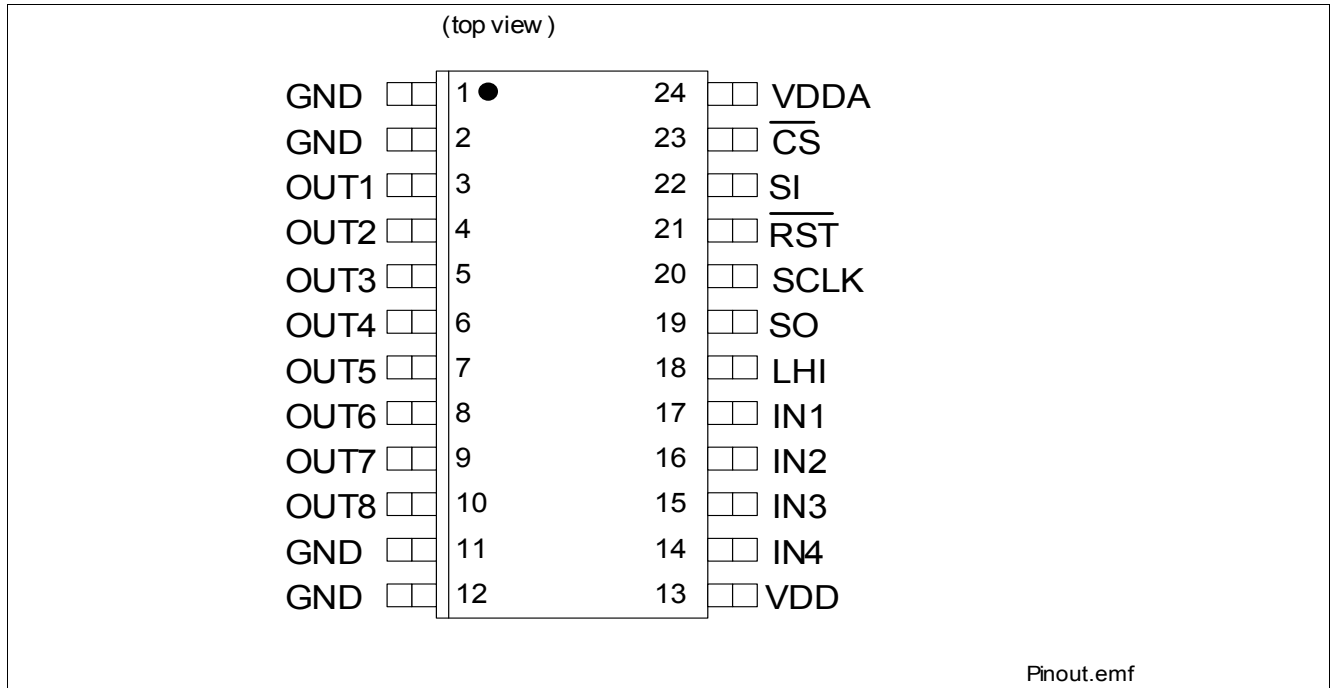 (top view)
GND 1 24 VDDA
GND 2 23 C̅S̅
OUT1 3 22 SI
OUT2 4 21 R̅S̅T̅
OUT3 5 20 SCLK
OUT4 6 19 SO
OUT5 7 18 LHI
OUT6 8 17 IN1
OUT7 9 16 IN2
OUT8 10 15 IN3
GND 11 14 IN4
GND 12 13 VDD
Pinout.emf